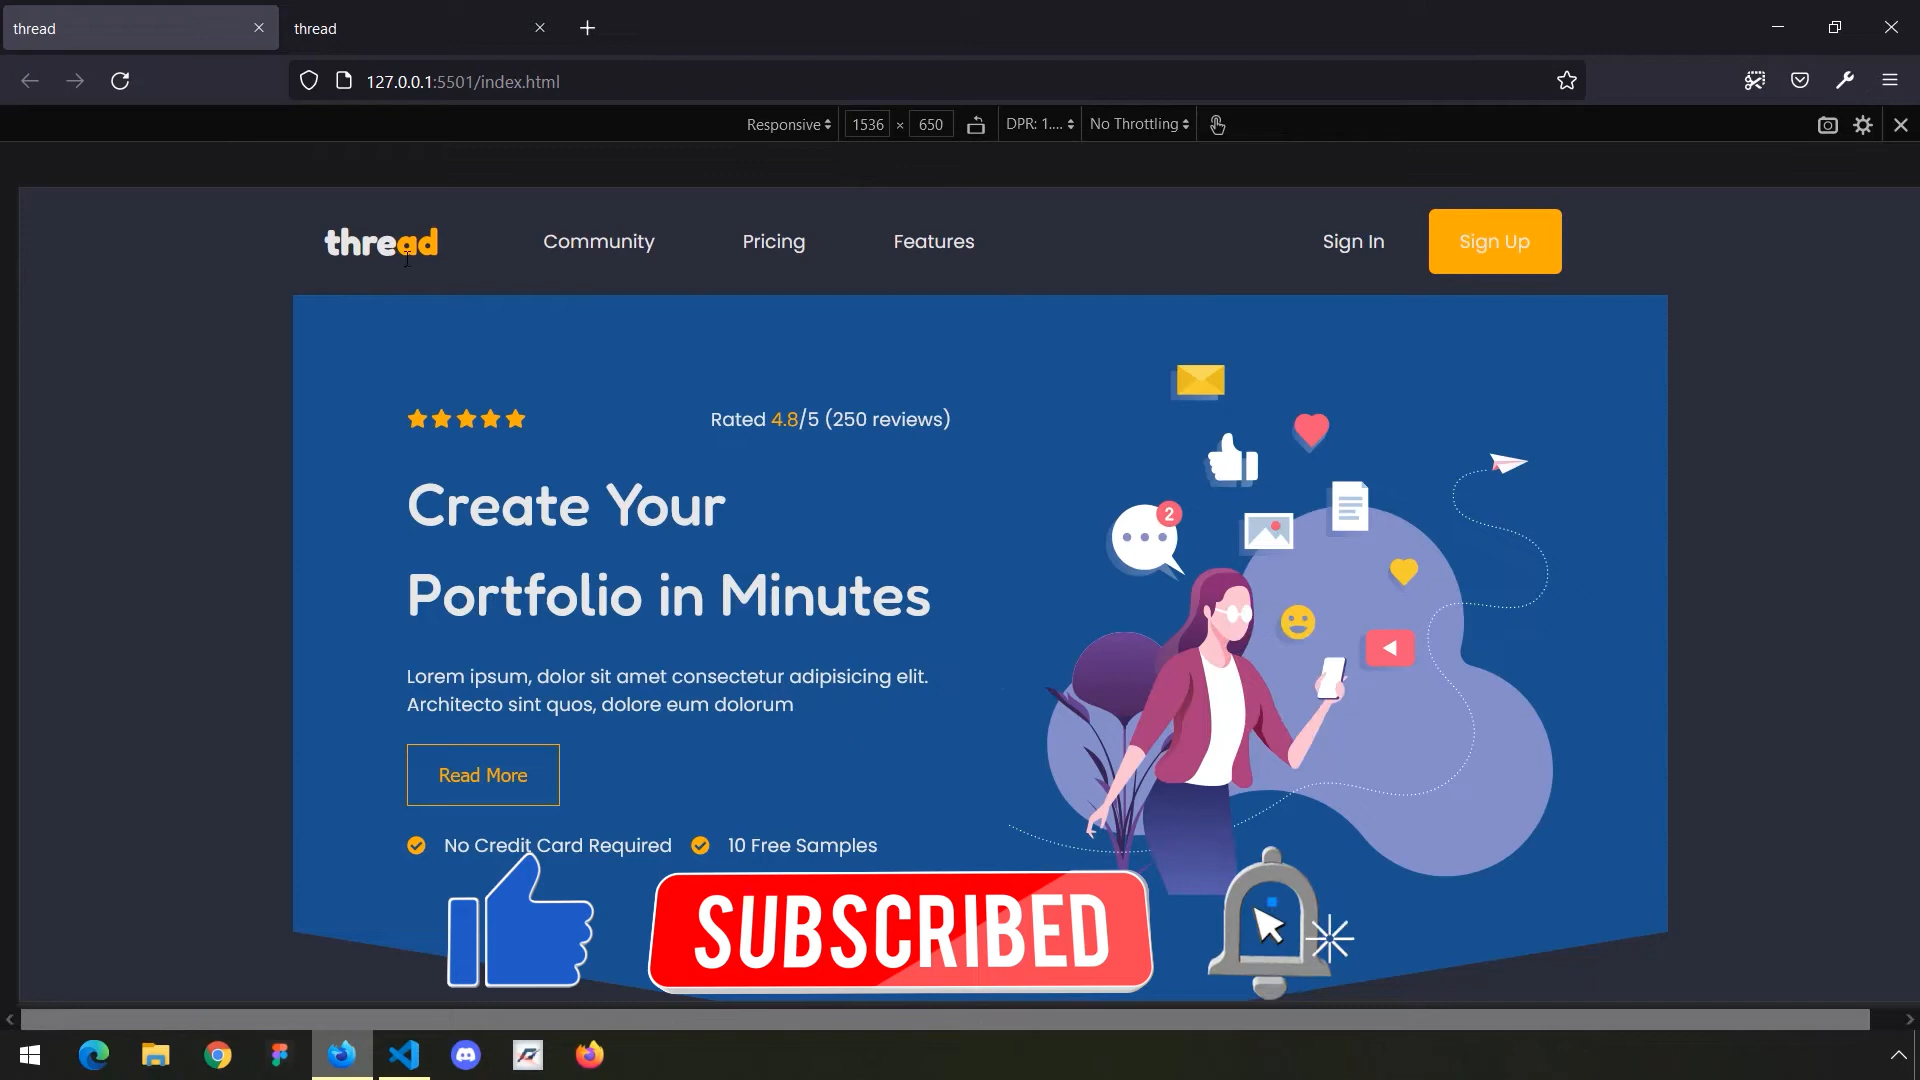 thread
thread
127.0.0.1:5501/index.html
Responsive 1536 × 650 DPR: 1.... No Throttling
thread Community Pricing Features Sign In Sign Up
Rated 4.8/5 (250 reviews)
2
Create Your
Portfolio in Minutes
Lorem ipsum, dolor sit amet consectetur adipisicing elit.
Architecto sint quos, dolore eum dolorum
Read More
No Credit Card Required 10 Free Samples
SUBSCRIBED